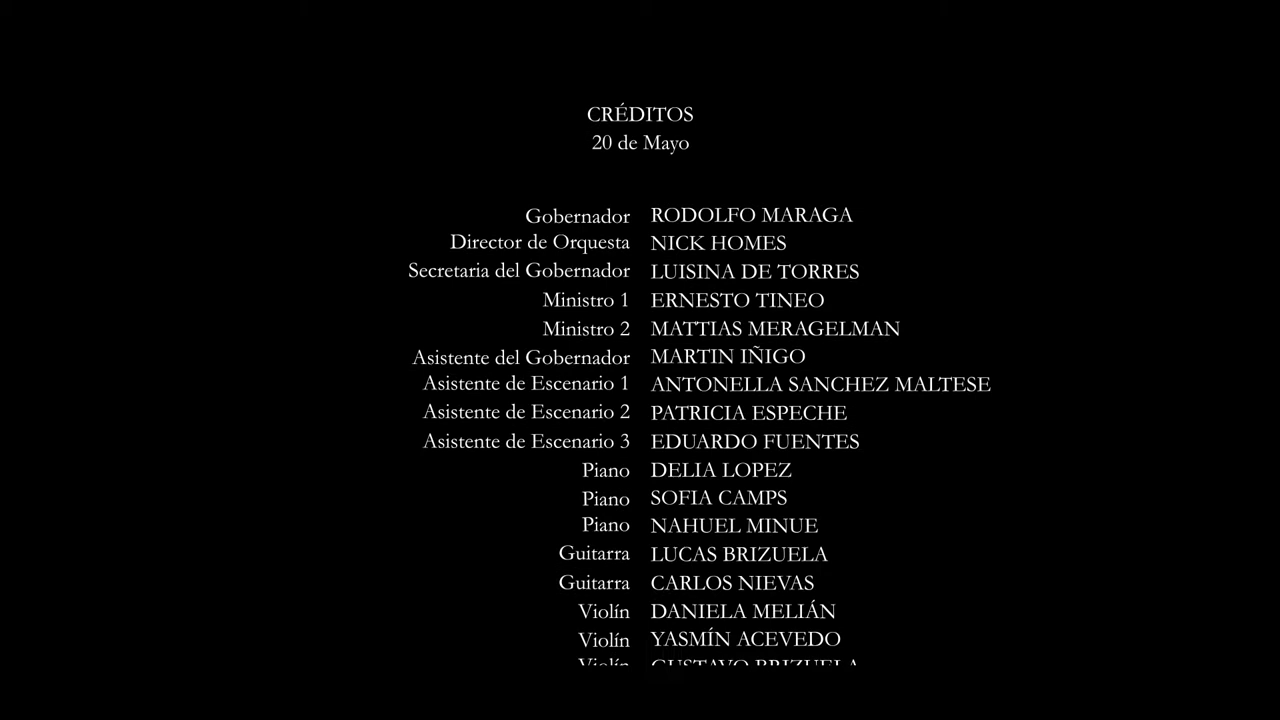 CRÉDITOS
20 de Mayo
Gobernador RODOLFO MARAGA
Director de Orquesta NICK HOMES
Secretaria del Gobernador LUISINA DE TORRES
Ministro 1 ERNESTO TINEO
Ministro 2 MATTIAS MERAGELMAN
Asistente del Gobernador MARTIN IÑIGO
Asistente de Escenario 1 ANTONELLA SANCHEZ MALTESE
Asistente de Escenario 2 PATRICIA ESPECHE
Asistente de Escenario 3 EDUARDO FUENTES
Piano DELIA LOPEZ
Piano SOFIA CAMPS
Piano NAHUEL MINUE
Guitarra LUCAS BRIZUELA
Guitarra CARLOS NIEVAS
Violín DANIELA MELIÁN
Violín YASMÍN ACEVEDO
Violín GUSTAVO BRIZUELA